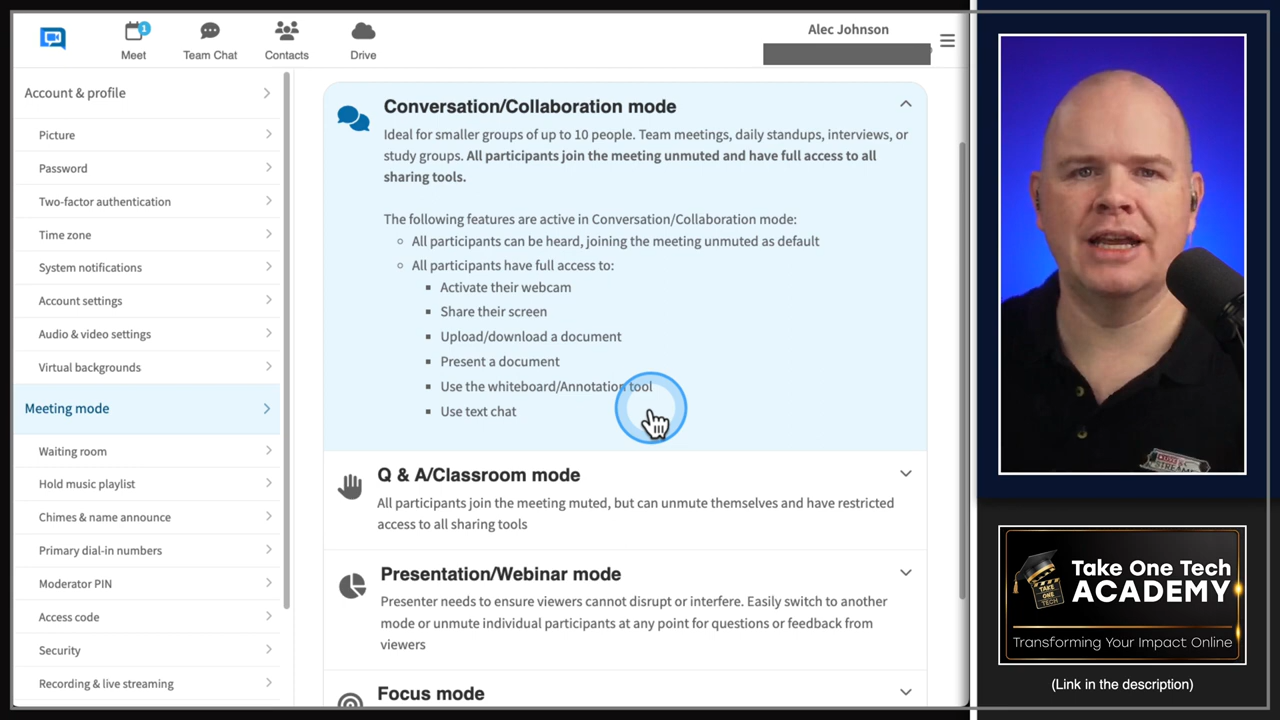 Meet
1
Team Chat
Contacts
Drive
Alec Johnson
Account & profile
Picture
Password
Two-factor authentication
Time zone
System notifications
Account settings
Audio & video settings
Virtual backgrounds
Meeting mode
Waiting room
Hold music playlist
Chimes & name announce
Primary dial-in numbers
Moderator PIN
Access code
Security
Recording & live streaming
Conversation/Collaboration mode
Ideal for smaller groups of up to 10 people. Team meetings, daily standups, interviews, or
study groups. All participants join the meeting unmuted and have full access to all
sharing tools.
The following features are active in Conversation/Collaboration mode:
All participants can be heard, joining the meeting unmuted as default
All participants have full access to:
Activate their webcam
Share their screen
Upload/download a document
Present a document
Use the whiteboard/Annotation tool
Use text chat
Q & A/Classroom mode
All participants join the meeting muted, but can unmute themselves and have restricted
access to all sharing tools
Presentation/Webinar mode
Presenter needs to ensure viewers cannot disrupt or interfere. Easily switch to another
mode or unmute individual participants at any point for questions or feedback from
viewers
Focus mode
TAKE
ONE
TECH
Take One Tech
ACADEMY
Transforming Your Impact Online
(Link in the description)